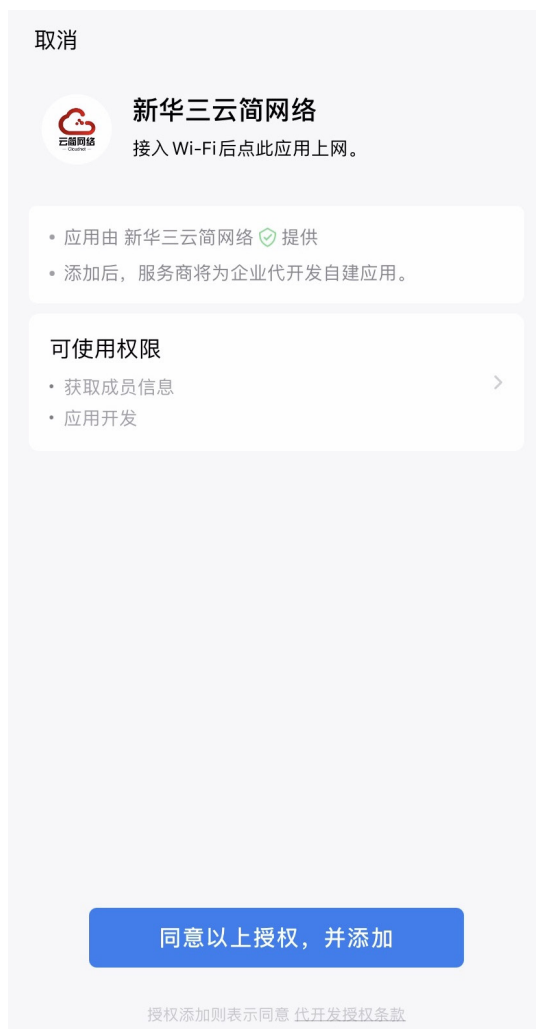 取消
新华三云简网络
云简网络
Cloudnet
接入Wi-Fi后点此应用上网。
• 应用由 新华三云简网络 提供
• 添加后，服务商将为企业代开发自建应用。
可使用权限
• 获取成员信息
• 应用开发
同意以上授权，并添加
授权添加则表示同意 代开发授权条款